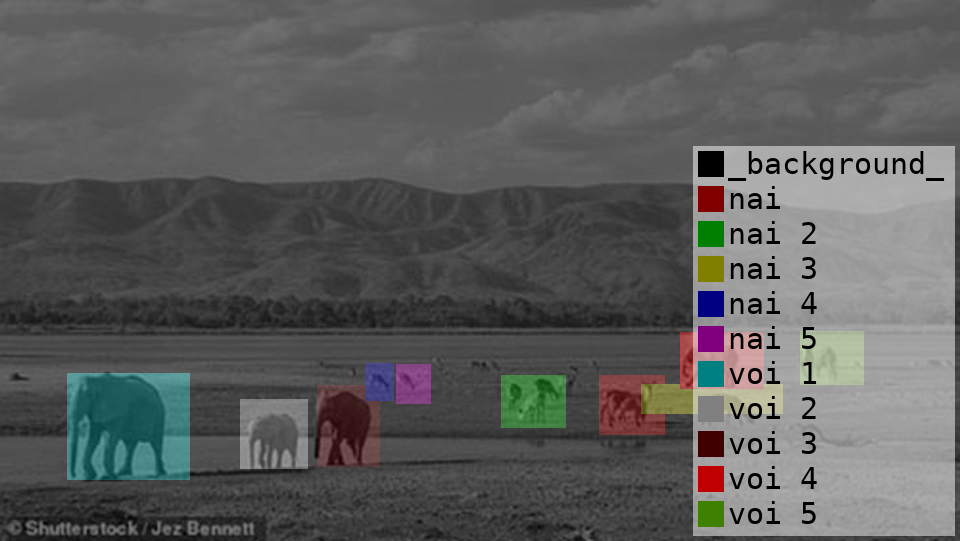 _background_
nai
nai 2
nai 3
nai 4
nai 5
voi 1
voi 2
voi 3
voi 4
voi 5
© Shutterstock / Jez Bennett